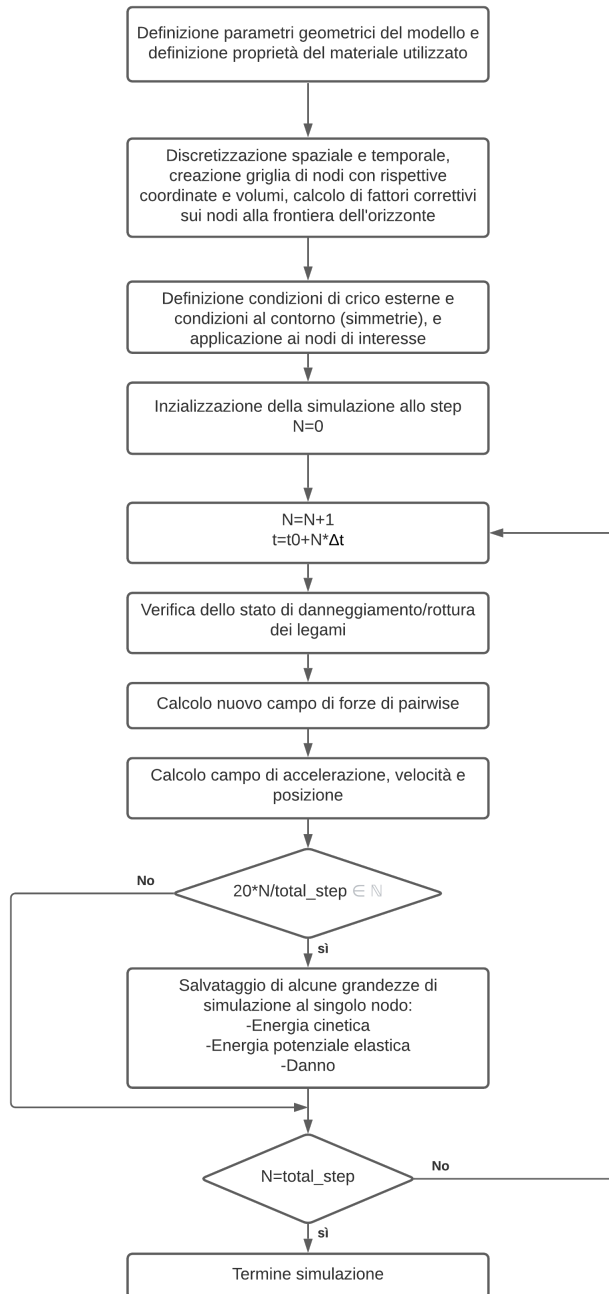 Definizione parametri geometrici del modello e
definizione proprietà del materiale utilizzato
Discretizzazione spaziale e temporale,
creazione griglia di nodi con rispettive
coordinate e volumi, calcolo di fattori correttivi
sui nodi alla frontiera dell'orizzonte
Definizione condizioni di crico esterne e
condizioni al contorno (simmetrie), e
applicazione ai nodi di interesse
Inzializzazione della simulazione allo step
N=0
N=N+1
t=t0+N*Δt
Verifica dello stato di danneggiamento/rottura
dei legami
Calcolo nuovo campo di forze di pairwise
Calcolo campo di accelerazione, velocità e
posizione
No
20*N/total_step ∈ ℕ
sì
Salvataggio di alcune grandezze di
simulazione al singolo nodo:
-Energia cinetica
-Energia potenziale elastica
-Danno
N=total_step
No
sì
Termine simulazione